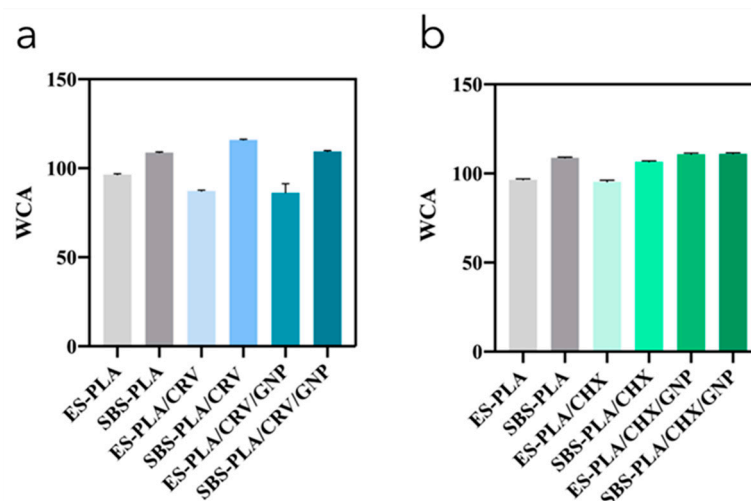 a
150
100
50
0
WCA
ES-PLA
SBS-PLA
ES-PLA/CRV
SBS-PLA/CRV
ES-PLA/CRV/GNP
SBS-PLA/CRV/GNP
b
150
100
50
0
WCA
ES-PLA
SBS-PLA
ES-PLA/CHX
SBS-PLA/CHX
ES-PLA/CHX/GNP
SBS-PLA/CHX/GNP